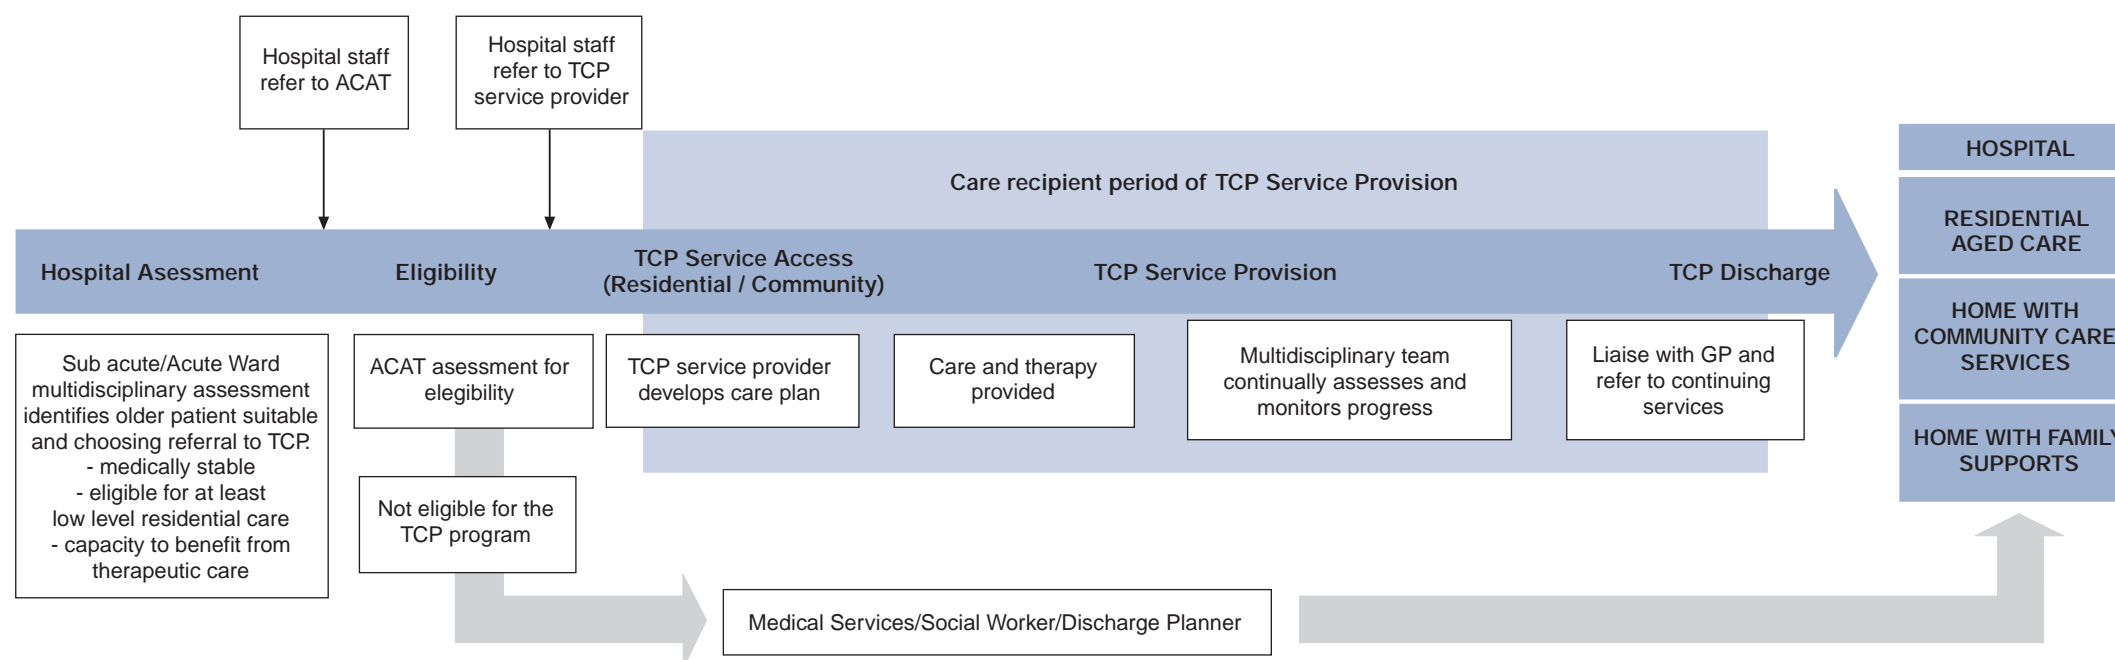 Hospital staff
refer to ACAT
Hospital staff
refer to TCP
service provider
Care recipient period of TCP Service Provision
Hospital Asessment
Eligibility
TCP Service Access
(Residential / Community)
TCP Service Provision
TCP Discharge
Sub acute/Acute Ward
multidisciplinary assessment
identifies older patient suitable
and choosing referral to TCP.
- medically stable
- eligible for at least
low level residential care
- capacity to benefit from
therapeutic care
ACAT asessment for
elegibility
Not eligible for the
TCP program
TCP service provider
develops care plan
Care and therapy
provided
Multidisciplinary team
continually assesses and
monitors progress
Liaise with GP and
refer to continuing
services
Medical Services/Social Worker/Discharge Planner
HOSPITAL
RESIDENTIAL
AGED CARE
HOME WITH
COMMUNITY CARE
SERVICES
HOME WITH FAMILY
SUPPORTS